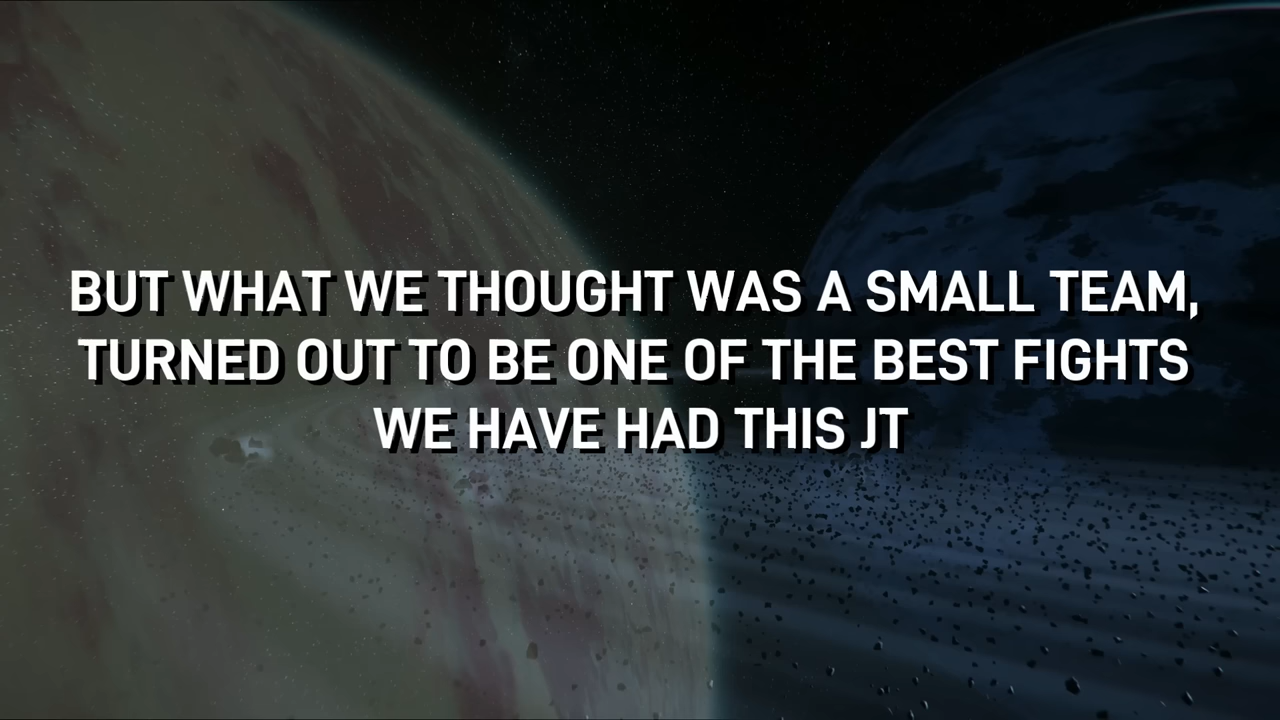 BUT WHAT WE THOUGHT WAS A SMALL TEAM,
TURNED OUT TO BE ONE OF THE BEST FIGHTS
WE HAVE HAD THIS JT